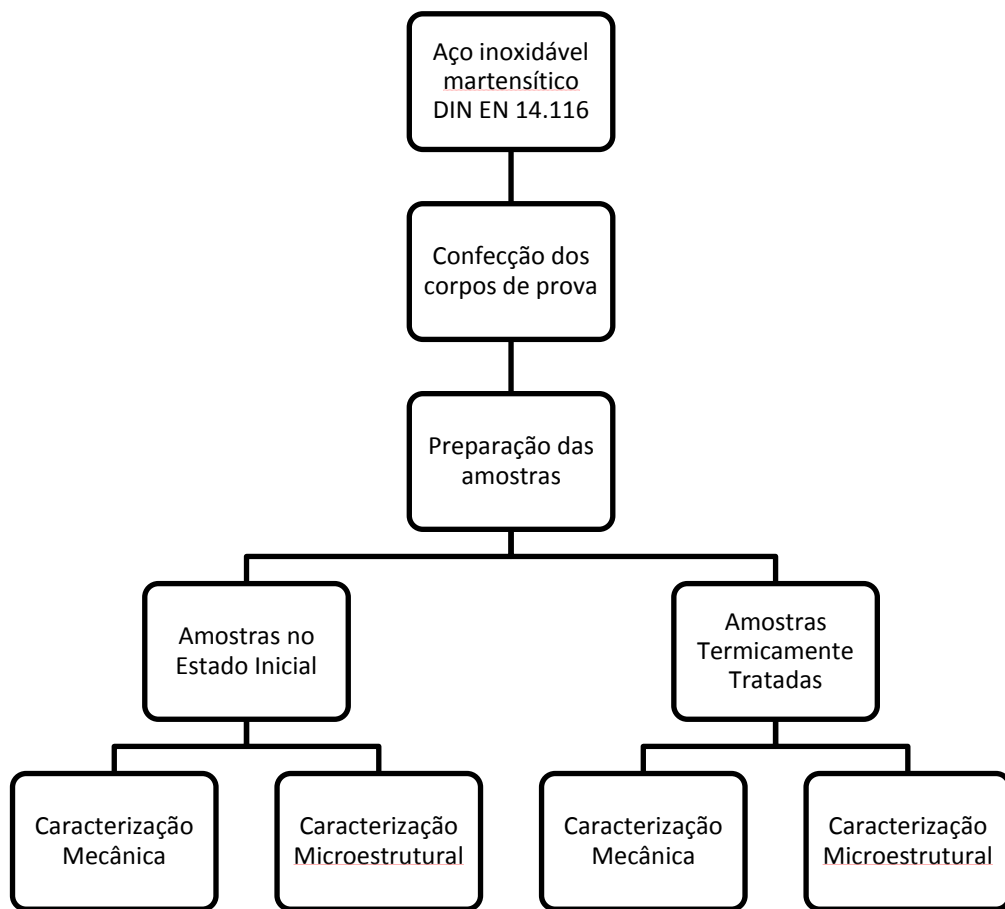 Aço inoxidável
martensítico
DIN EN 14.116
Confecção dos
corpos de prova
Preparação das
amostras
Amostras no
Estado Inicial
Amostras
Termicamente
Tratadas
Caracterização
Mecânica
Caracterização
Microestrutural
Caracterização
Mecânica
Caracterização
Microestrutural